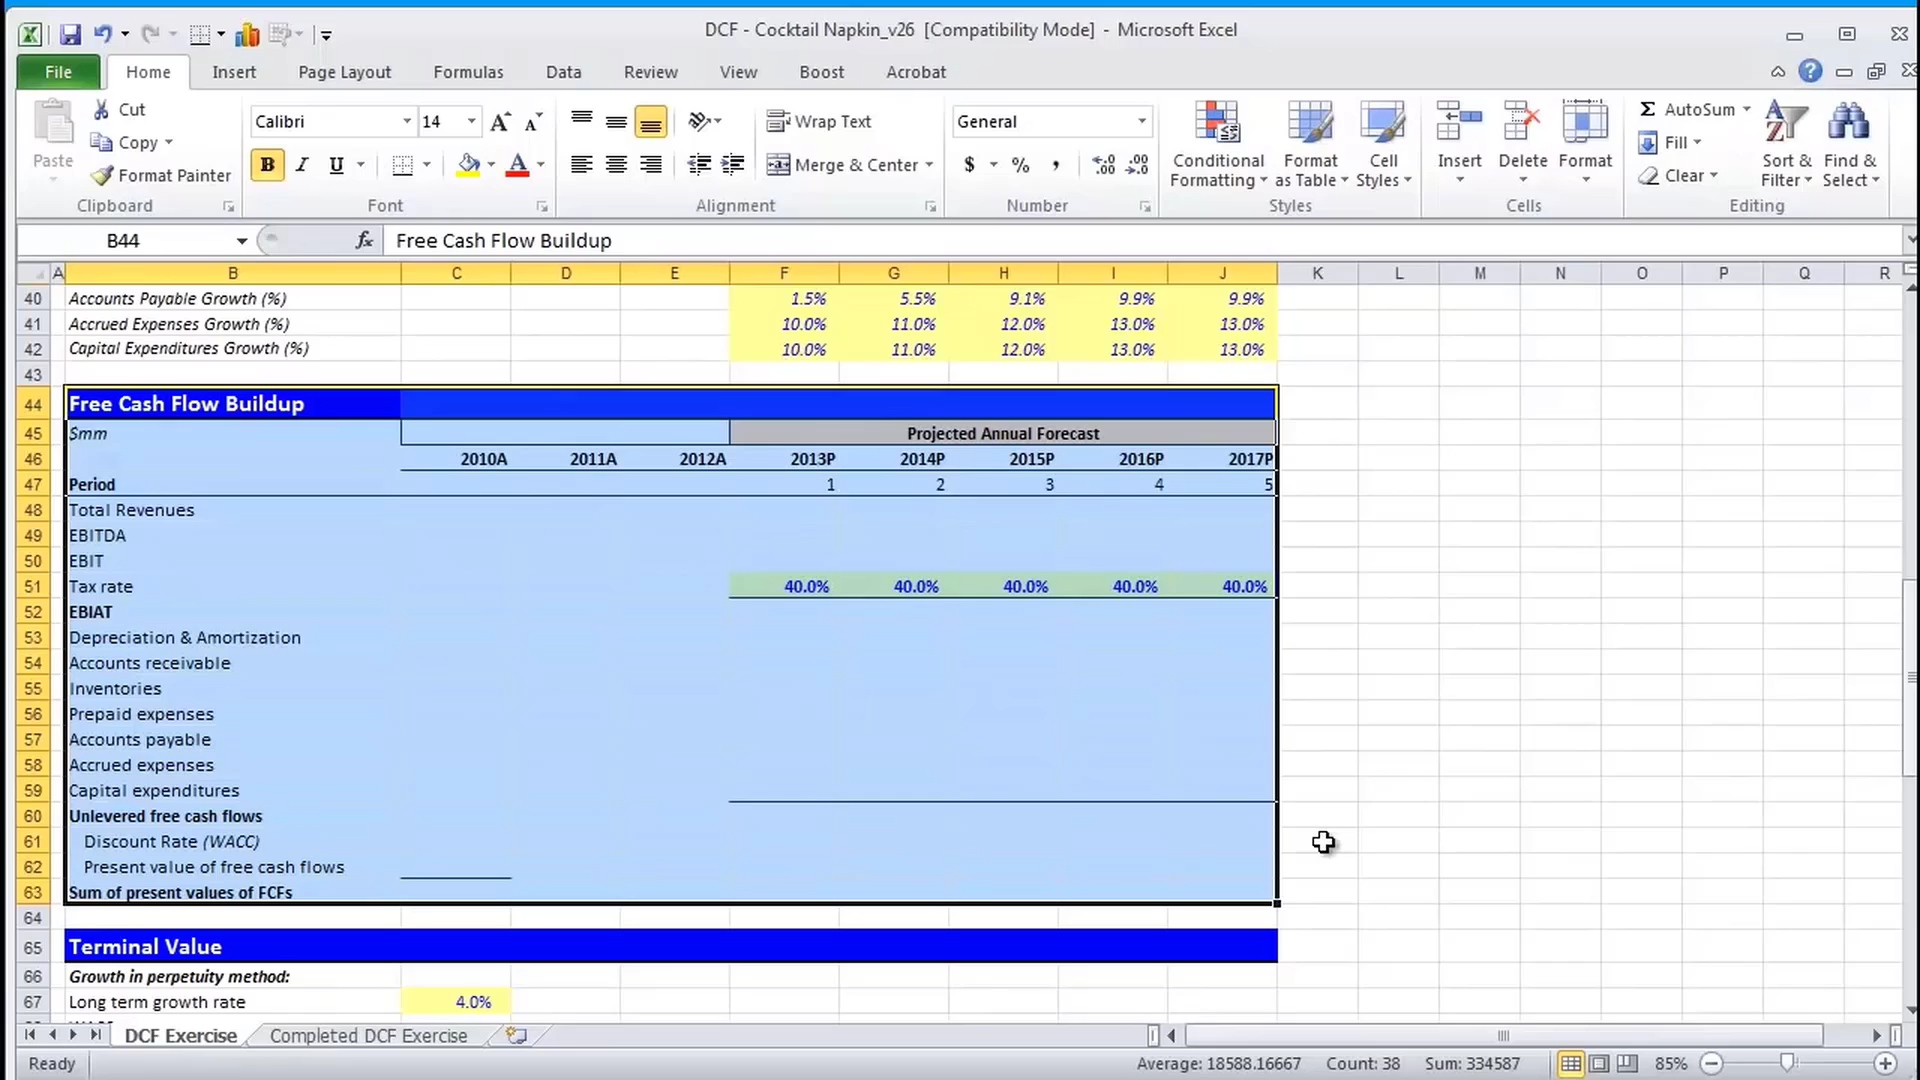 DCF - Cocktail Napkin_v26 [Compatibility Mode] - Microsoft Excel
File Home Insert Page Layout Formulas Data Review View Boost Acrobat
Paste
Cut
Copy
Format Painter
Clipboard
Calibri 14
B I U
Font
Wrap Text
Merge & Center
Alignment
General
$ % ,
Number
Conditional Formatting
Format as Table
Cell Styles
Styles
Insert Delete Format
Cells
Σ AutoSum
Fill
Clear
Sort & Filter
Find & Select
Editing
B44 fx Free Cash Flow Buildup
A B C D E F G H I J K L M N O P Q R
40 Accounts Payable Growth (%) 1.5% 5.5% 9.1% 9.9% 9.9%
41 Accrued Expenses Growth (%) 10.0% 11.0% 12.0% 13.0% 13.0%
42 Capital Expenditures Growth (%) 10.0% 11.0% 12.0% 13.0% 13.0%
43
44 Free Cash Flow Buildup
45 $mm Projected Annual Forecast
46 2010A 2011A 2012A 2013P 2014P 2015P 2016P 2017P
47 Period 1 2 3 4 5
48 Total Revenues
49 EBITDA
50 EBIT
51 Tax rate 40.0% 40.0% 40.0% 40.0% 40.0%
52 EBIAT
53 Depreciation & Amortization
54 Accounts receivable
55 Inventories
56 Prepaid expenses
57 Accounts payable
58 Accrued expenses
59 Capital expenditures
60 Unlevered free cash flows
61 Discount Rate (WACC)
62 Present value of free cash flows
63 Sum of present values of FCFs
64
65 Terminal Value
66 Growth in perpetuity method:
67 Long term growth rate 4.0%
DCF Exercise Completed DCF Exercise
Ready Average: 18588.16667 Count: 38 Sum: 334587 85%